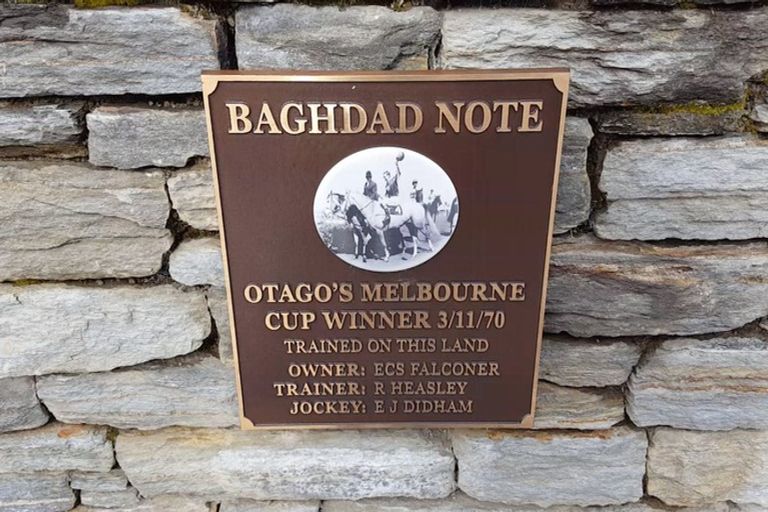 BAGHDAD NOTE
OTAGO'S MELBOURNE
CUP WINNER 3/11/70
TRAINED ON THIS LAND
OWNER: ECS FALCONER
TRAINER: R HEASLEY
JOCKEY: E J DIDHAM